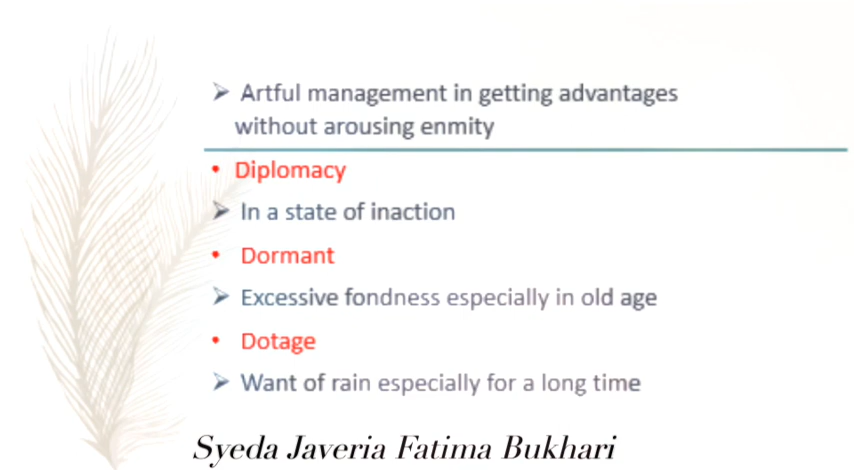 ➢ Artful management in getting advantages
without arousing enmity
• Diplomacy
➢ In a state of inaction
• Dormant
➢ Excessive fondness especially in old age
• Dotage
➢ Want of rain especially for a long time
Syeda Javeria Fatima Bukhari